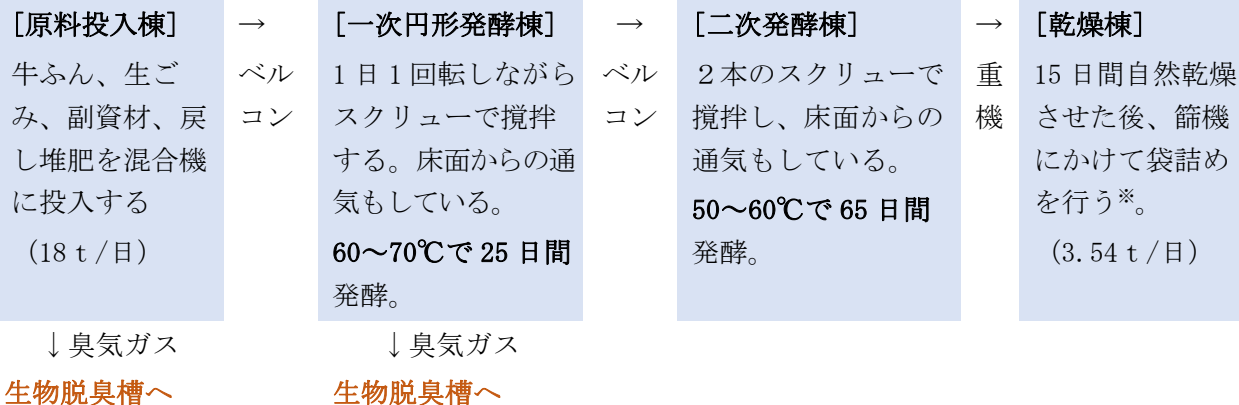 [原料投入棟]
牛ふん、生ご
み、副資材、戻
し堆肥を混合機
に投入する
(18 t/日)
→
ベル
コン
[一次円形発酵棟]
1日1回転しながら
スクリューで撹拌
する。床面からの通
気もしている。
60～70℃で25日間
発酵。
→
ベル
コン
[二次発酵棟]
２本のスクリューで
撹拌し、床面からの
通気もしている。
50～60℃で65日間
発酵。
→
重
機
[乾燥棟]
15日間自然乾燥
させた後、篩機
にかけて袋詰め
を行う※。
(3.54 t/日)
↓臭気ガス
生物脱臭槽へ
↓臭気ガス
生物脱臭槽へ